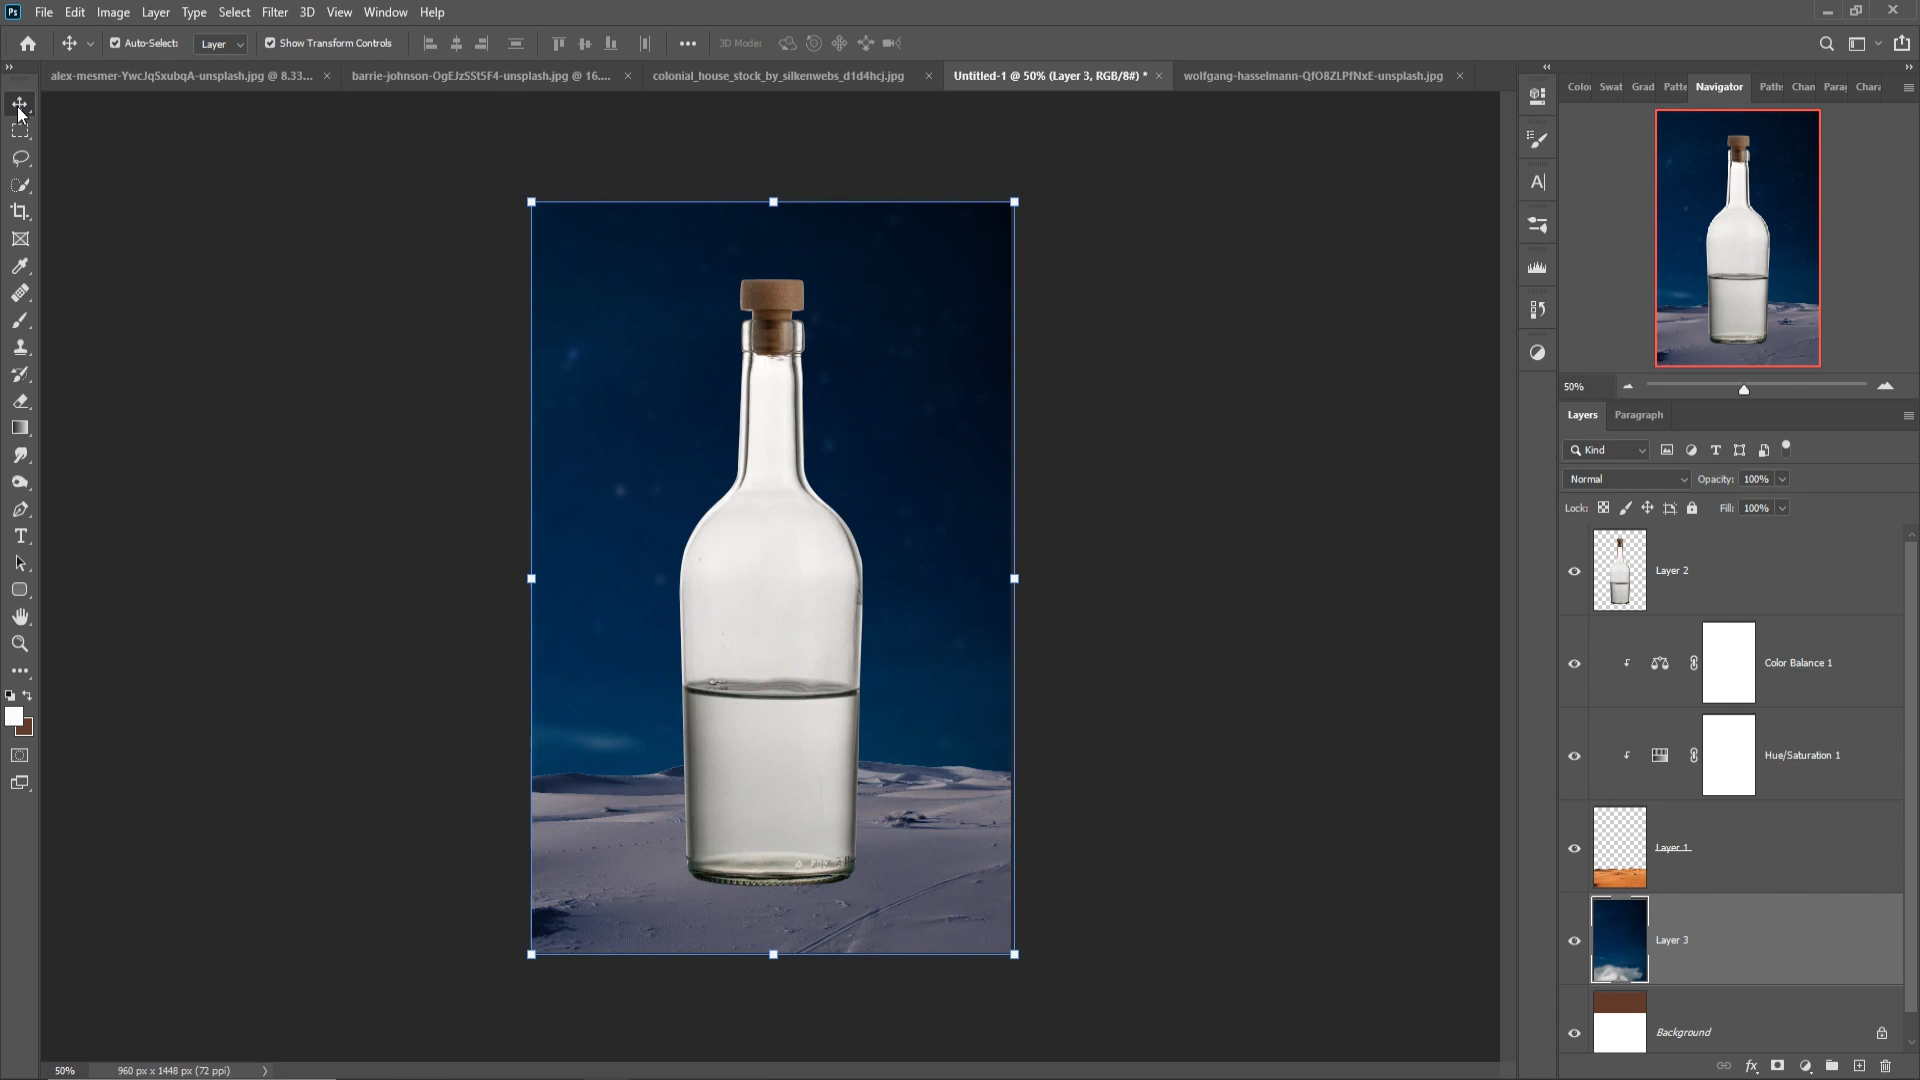 Ps File Edit Image Layer Type Select Filter 3D View Window Help
Auto-Select: Layer Show Transform Controls 3D Mode:
alex-mesmer-YwcJqSxubqA-unsplash.jpg @ 8.33... × barrie-johnson-OgEJzSSt5F4-unsplash.jpg @ 16.... × colonial_house_stock_by_silkenwebs_d1d4hcj.jpg × Untitled-1 @ 50% (Layer 3, RGB/8#) * × wolfgang-hasselmann-QfO8ZLPfNxE-unsplash.jpg ×
Colo Swat Grad Patte Navigator Path: Chan Para Chara
50%
Layers Paragraph
Kind
Normal Opacity: 100%
Lock: Fill: 100%
Layer 2
Color Balance 1
Hue/Saturation 1
Layer 1
Layer 3
Background
50% 960 px x 1448 px (72 ppi)